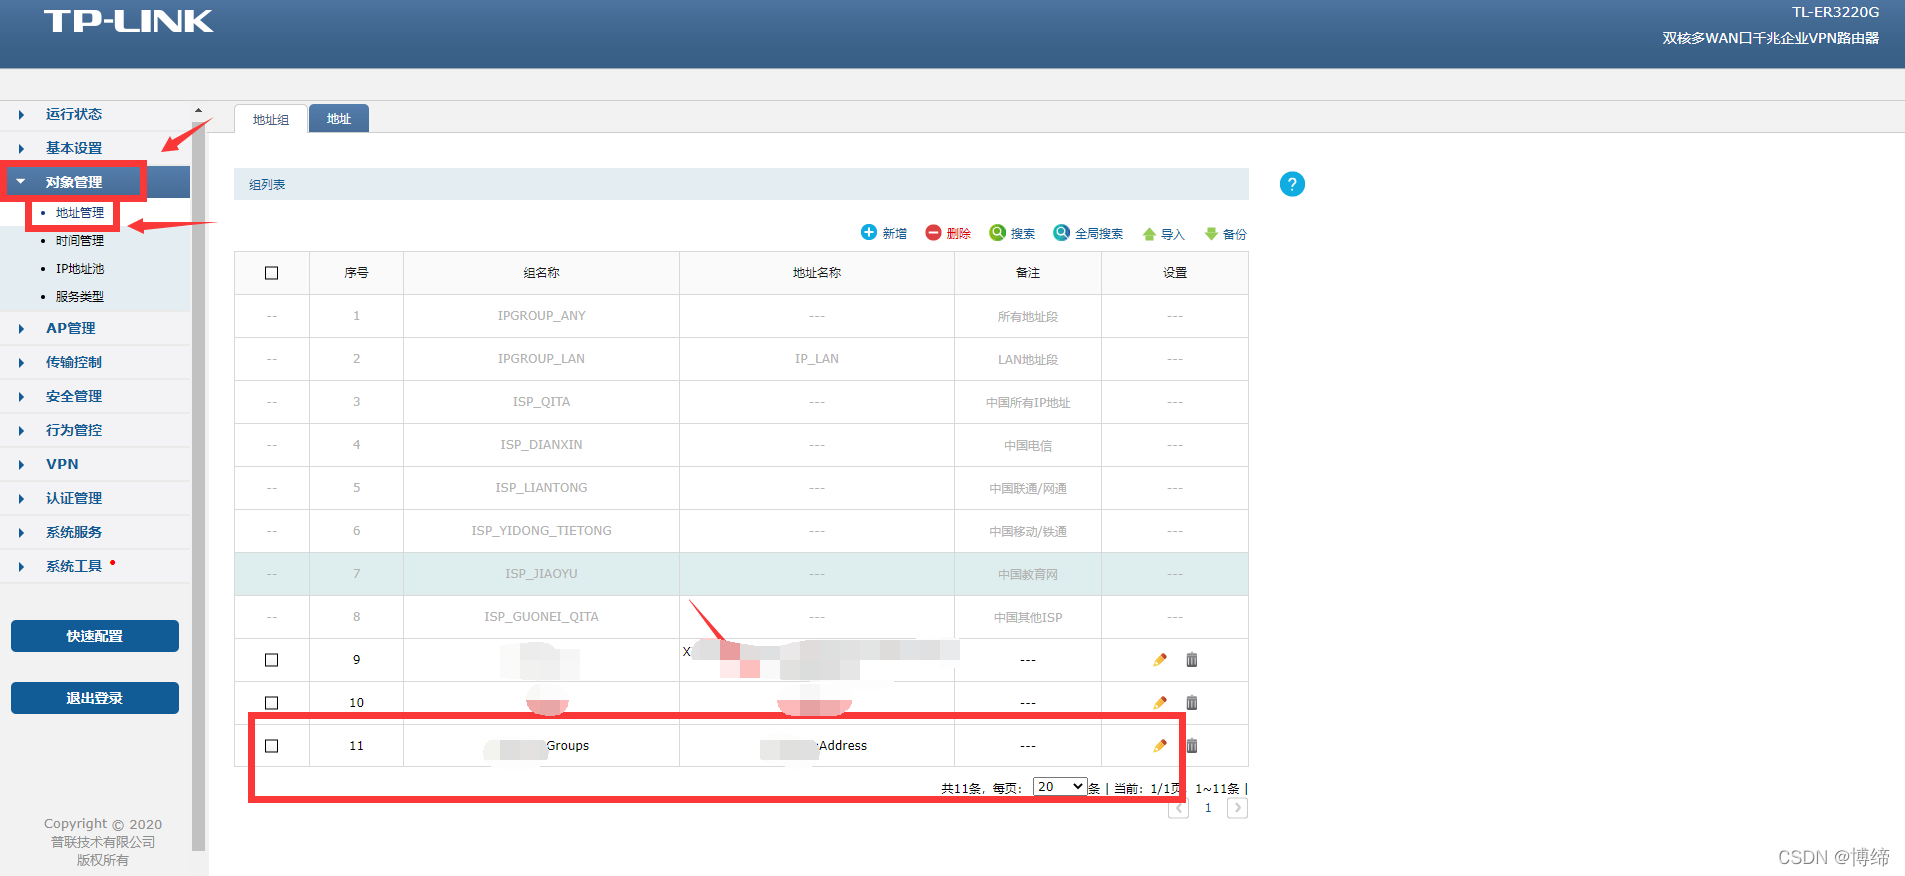 TP-LINK
TL-ER3220G
双核多WAN口千兆企业VPN路由器
运行状态
基本设置
对象管理
地址管理
时间管理
IP地址池
服务类型
AP管理
传输控制
安全管理
行为管控
VPN
认证管理
系统服务
系统工具
快速配置
退出登录
Copyright © 2020
普联技术有限公司
版权所有
地址组 地址
组列表
?
新增 删除 搜索 全局搜索 导入 备份
序号 组名称 地址名称 备注 设置
-- 1 IPGROUP_ANY --- 所有地址段 ---
-- 2 IPGROUP_LAN IP_LAN LAN地址段 ---
-- 3 ISP_QITA --- 中国所有IP地址 ---
-- 4 ISP_DIANXIN --- 中国电信 ---
-- 5 ISP_LIANTONG --- 中国联通/网通 ---
-- 6 ISP_YIDONG_TIETONG --- 中国移动/铁通 ---
-- 7 ISP_JIAOYU --- 中国教育网 ---
-- 8 ISP_GUONEI_QITA --- 中国其他ISP ---
9 X ---
10 ---
11 Groups Address ---
共11条，每页： 20 条 | 当前：1/1页 1~11条 |
< 1 >
CSDN @博缔